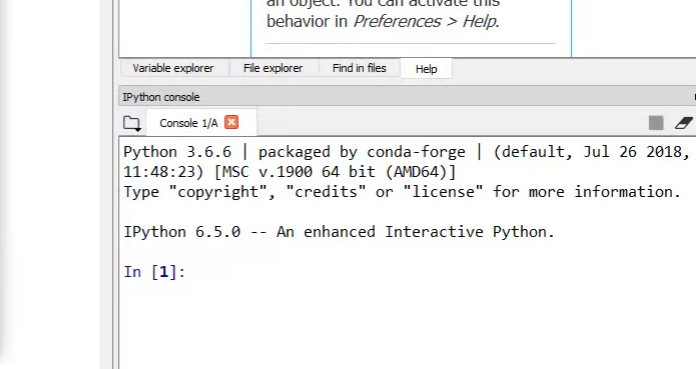 an object. You can activate this
behavior in Preferences > Help.
Variable explorer File explorer Find in files Help
IPython console
Console 1/A
Python 3.6.6 | packaged by conda-forge | (default, Jul 26 2018,
11:48:23) [MSC v.1900 64 bit (AMD64)]
Type "copyright", "credits" or "license" for more information.
IPython 6.5.0 -- An enhanced Interactive Python.
In [1]: